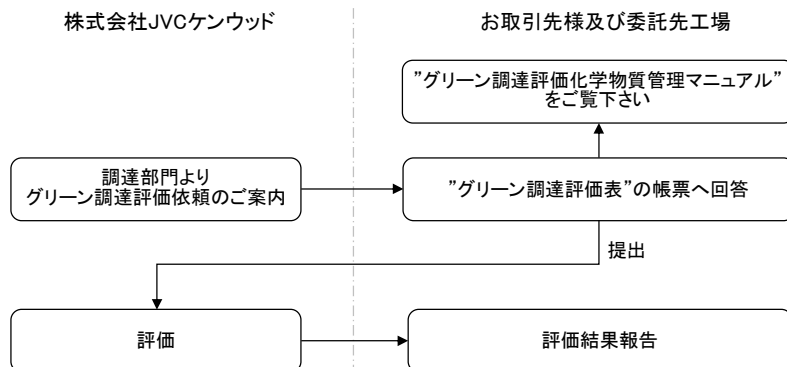 株式会社JVCケンウッド
お取引先様及び委託先工場
”グリーン調達評価化学物質管理マニュアル”
をご覧下さい
調達部門より
グリーン調達評価依頼のご案内
”グリーン調達評価表”の帳票へ回答
提出
評価
評価結果報告